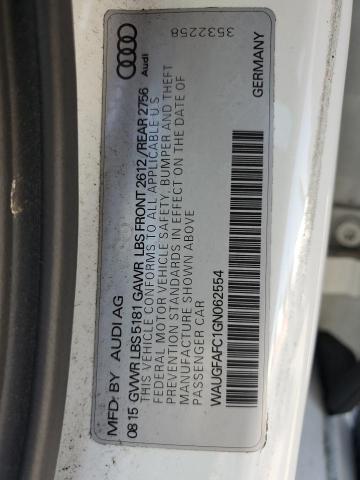 MFD. BY AUDI AG
08 15 GVWR LBS 5181 GAWR LBS FRONT 2612/REAR 2756
THIS VEHICLE CONFORMS TO ALL APPLICABLE U S
FEDERAL MOTOR VEHICLE SAFETY, BUMPER AND THEFT
PREVENTION STANDARDS IN EFFECT ON THE DATE OF
MANUFACTURE SHOWN ABOVE
PASSENGER CAR
WAUGFAFC1GN062554
GERMANY
Audi
3532258